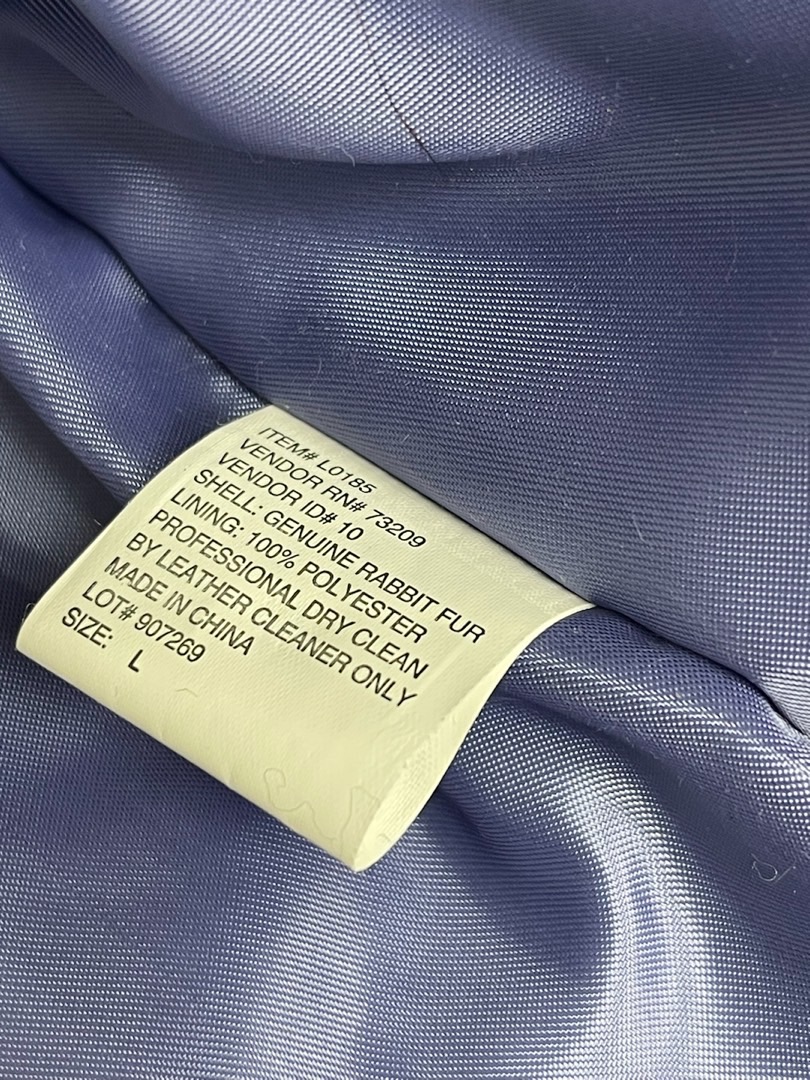 ITEM# L0185
VENDOR RN# 73209
VENDOR ID# 10
SHELL: GENUINE RABBIT FUR
LINING: 100% POLYESTER
PROFESSIONAL DRY CLEAN
BY LEATHER CLEANER ONLY
MADE IN CHINA
LOT# 907269
SIZE: L